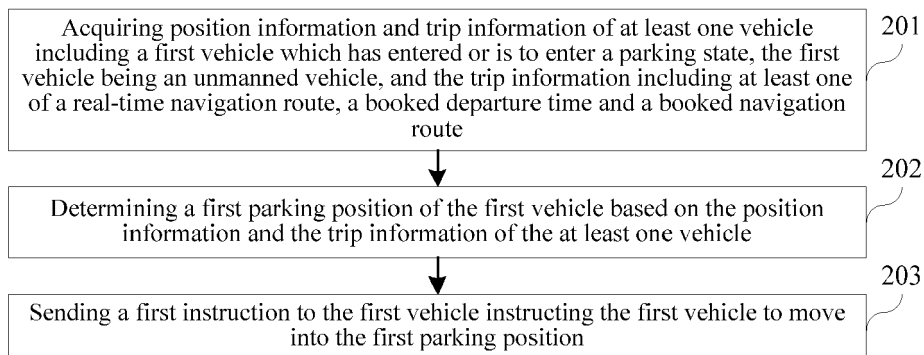 Acquiring position information and trip information of at least one vehicle
including a first vehicle which has entered or is to enter a parking state, the first
vehicle being an unmanned vehicle, and the trip information including at least one
of a real-time navigation route, a booked departure time and a booked navigation
route
201
Determining a first parking position of the first vehicle based on the position
information and the trip information of the at least one vehicle
202
Sending a first instruction to the first vehicle instructing the first vehicle to move
into the first parking position
203